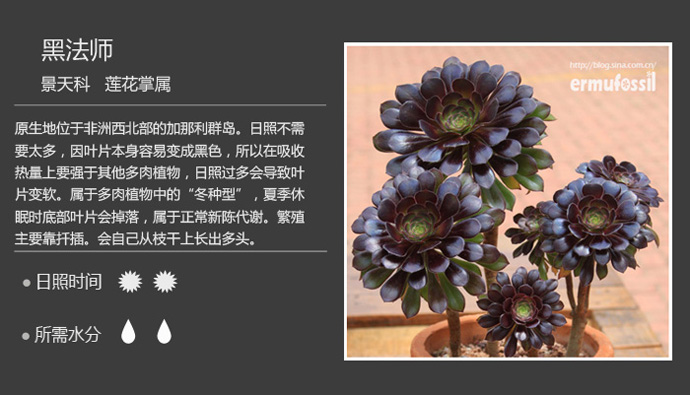 黑法师
景天科 莲花掌属
原生地位于非洲西北部的加那利群岛。日照不需
要太多，因叶片本身容易变成黑色，所以在吸收
热量上要强于其他多肉植物，日照过多会导致叶
片变软。属于多肉植物中的“冬种型”，夏季休
眠时底部叶片会掉落，属于正常新陈代谢。繁殖
主要靠扦插。会自己从枝干上长出多头。
日照时间
所需水分
http://blog.sina.com.cn/
ermufossil